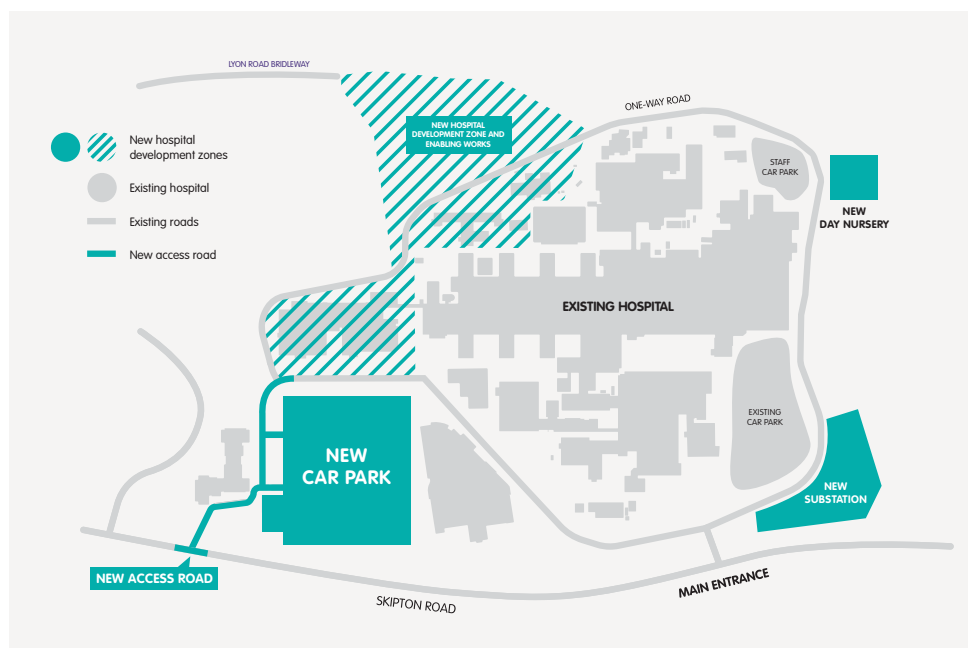 LYON ROAD BRIDLEWAY
ONE-WAY ROAD
NEW HOSPITAL
DEVELOPMENT ZONE AND
ENABLING WORKS
New hospital
development zones
Existing hospital
Existing roads
New access road
STAFF
CAR PARK
NEW
DAY NURSERY
EXISTING HOSPITAL
EXISTING
CAR PARK
NEW
CAR PARK
NEW
SUBSTATION
NEW ACCESS ROAD
MAIN ENTRANCE
SKIPTON ROAD